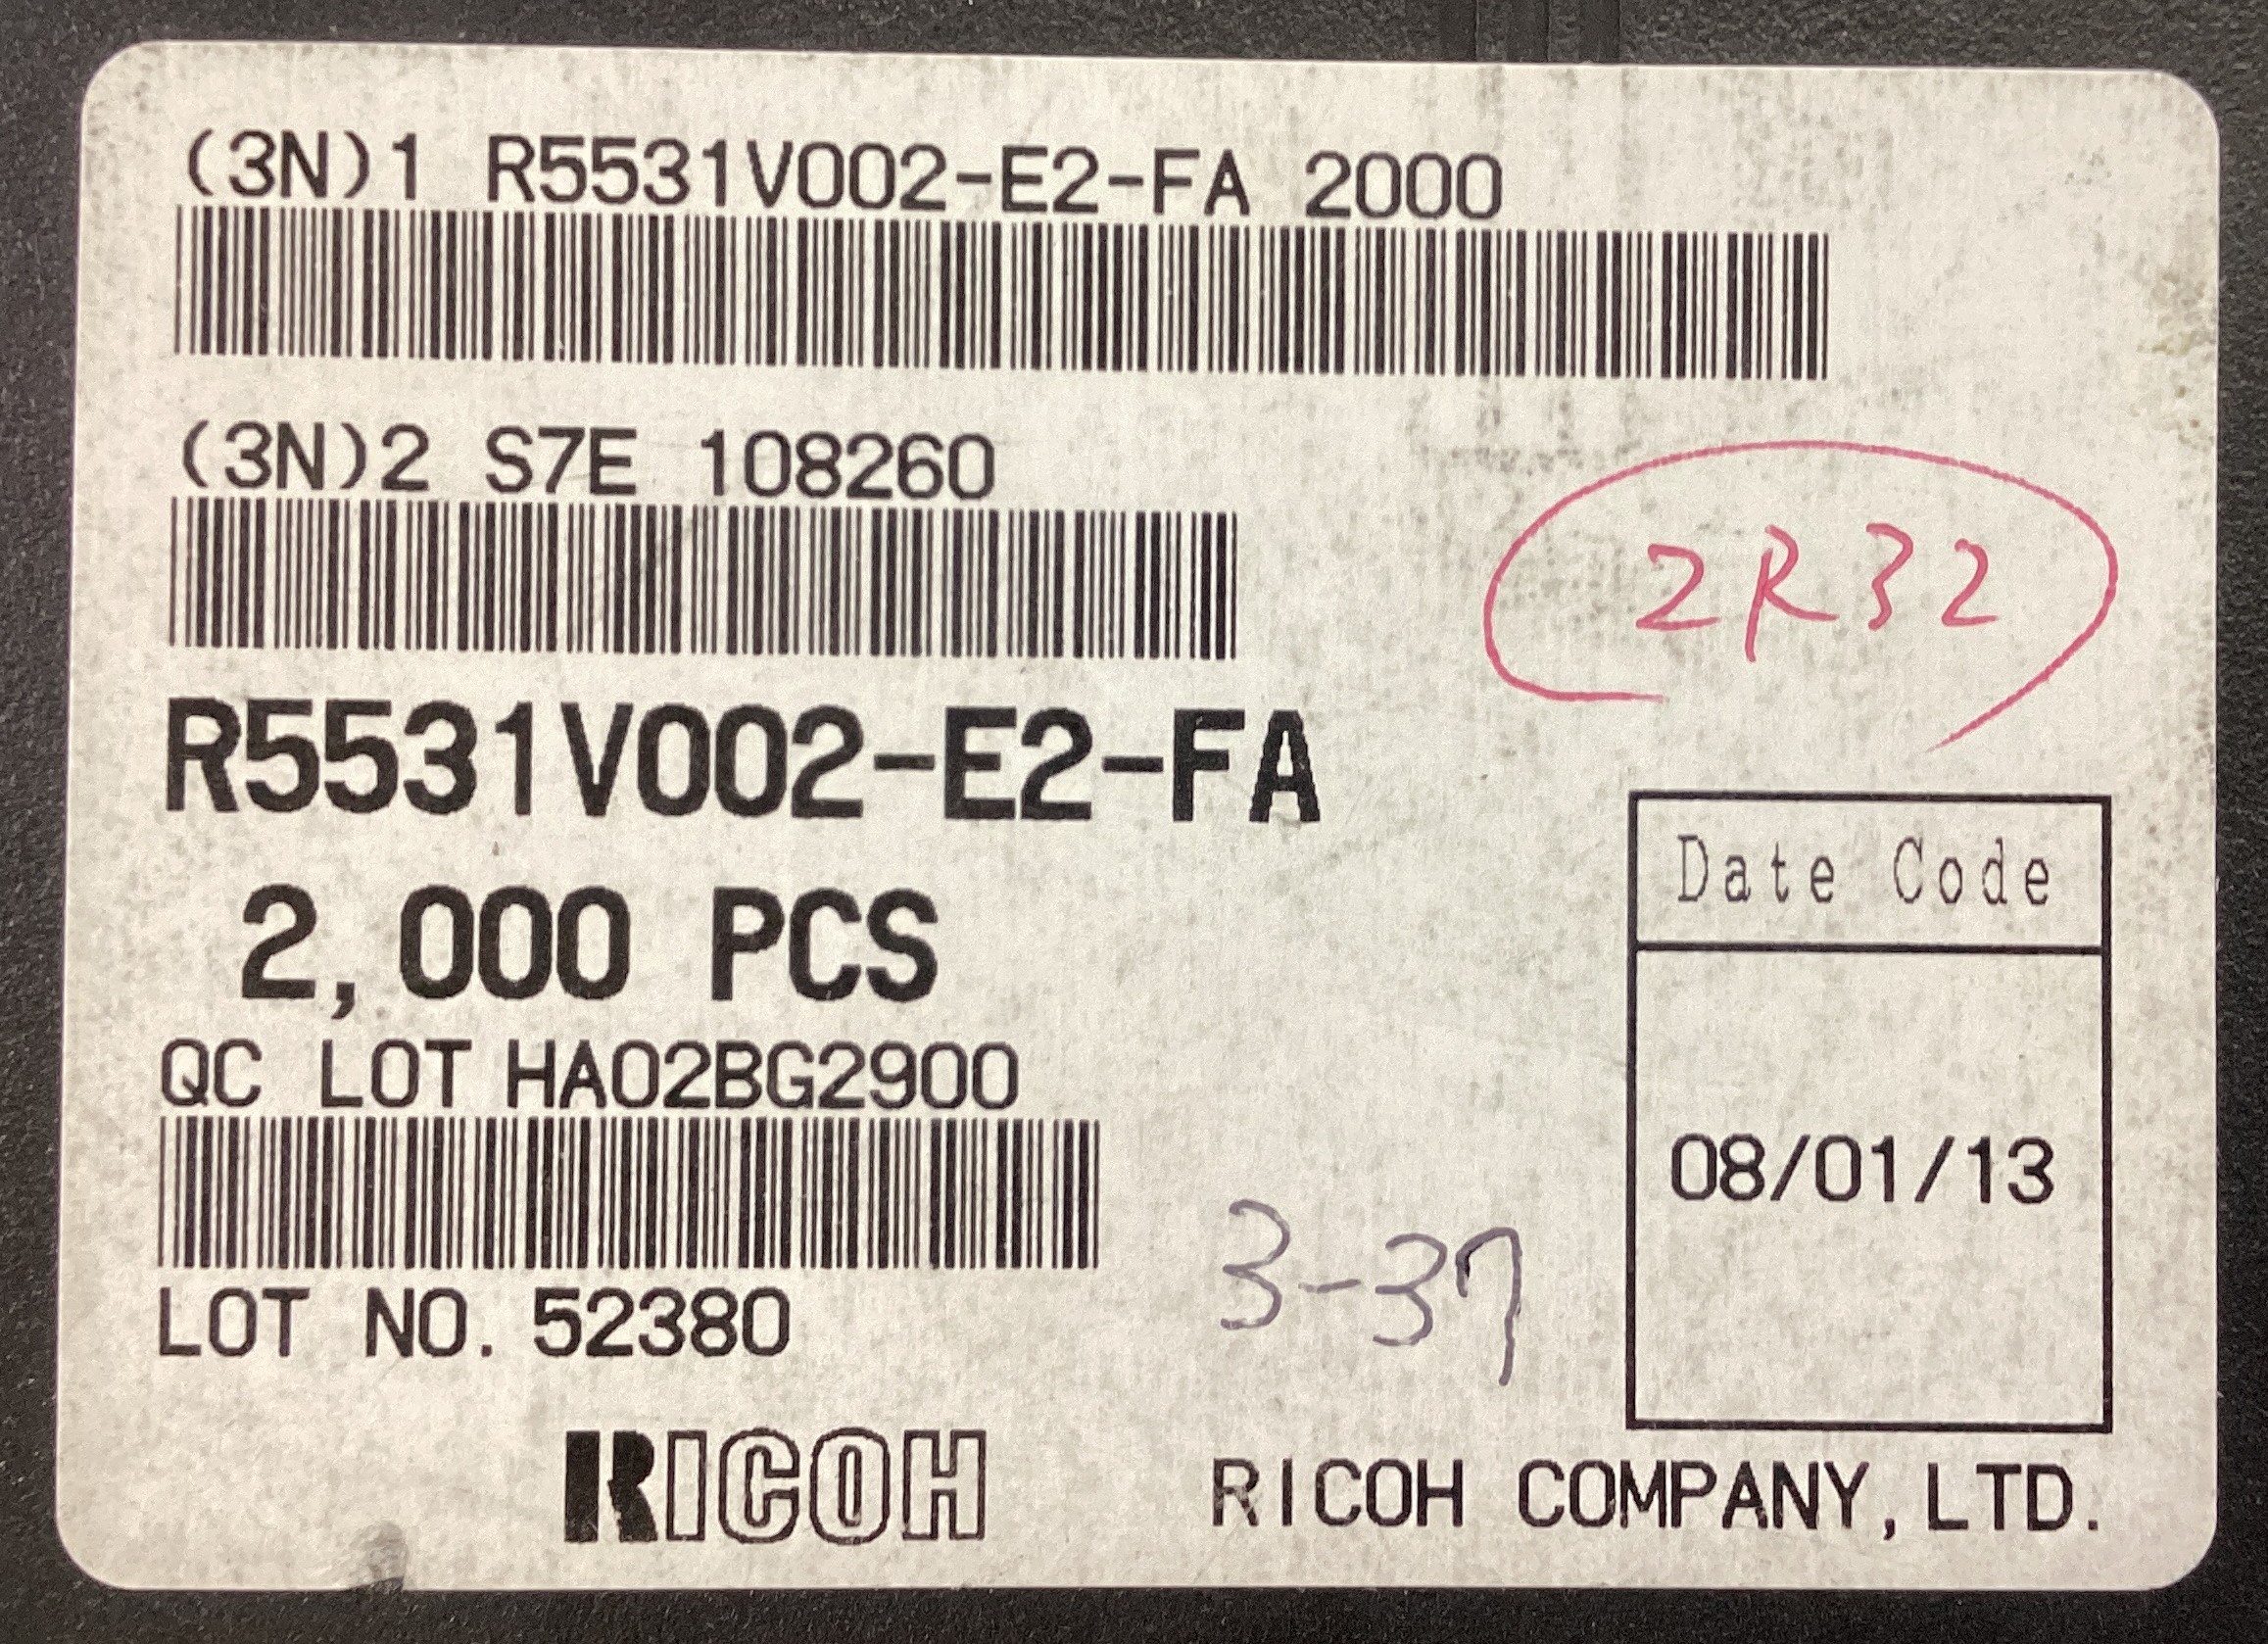 (3N)1 R5531V002-E2-FA 2000
(3N)2 S7E 108260
2R32
R5531V002-E2-FA
2,000 PCS
Date Code
08/01/13
QC LOT HA02BG2900
LOT NO. 52380
3-37
RICOH
RICOH COMPANY, LTD.